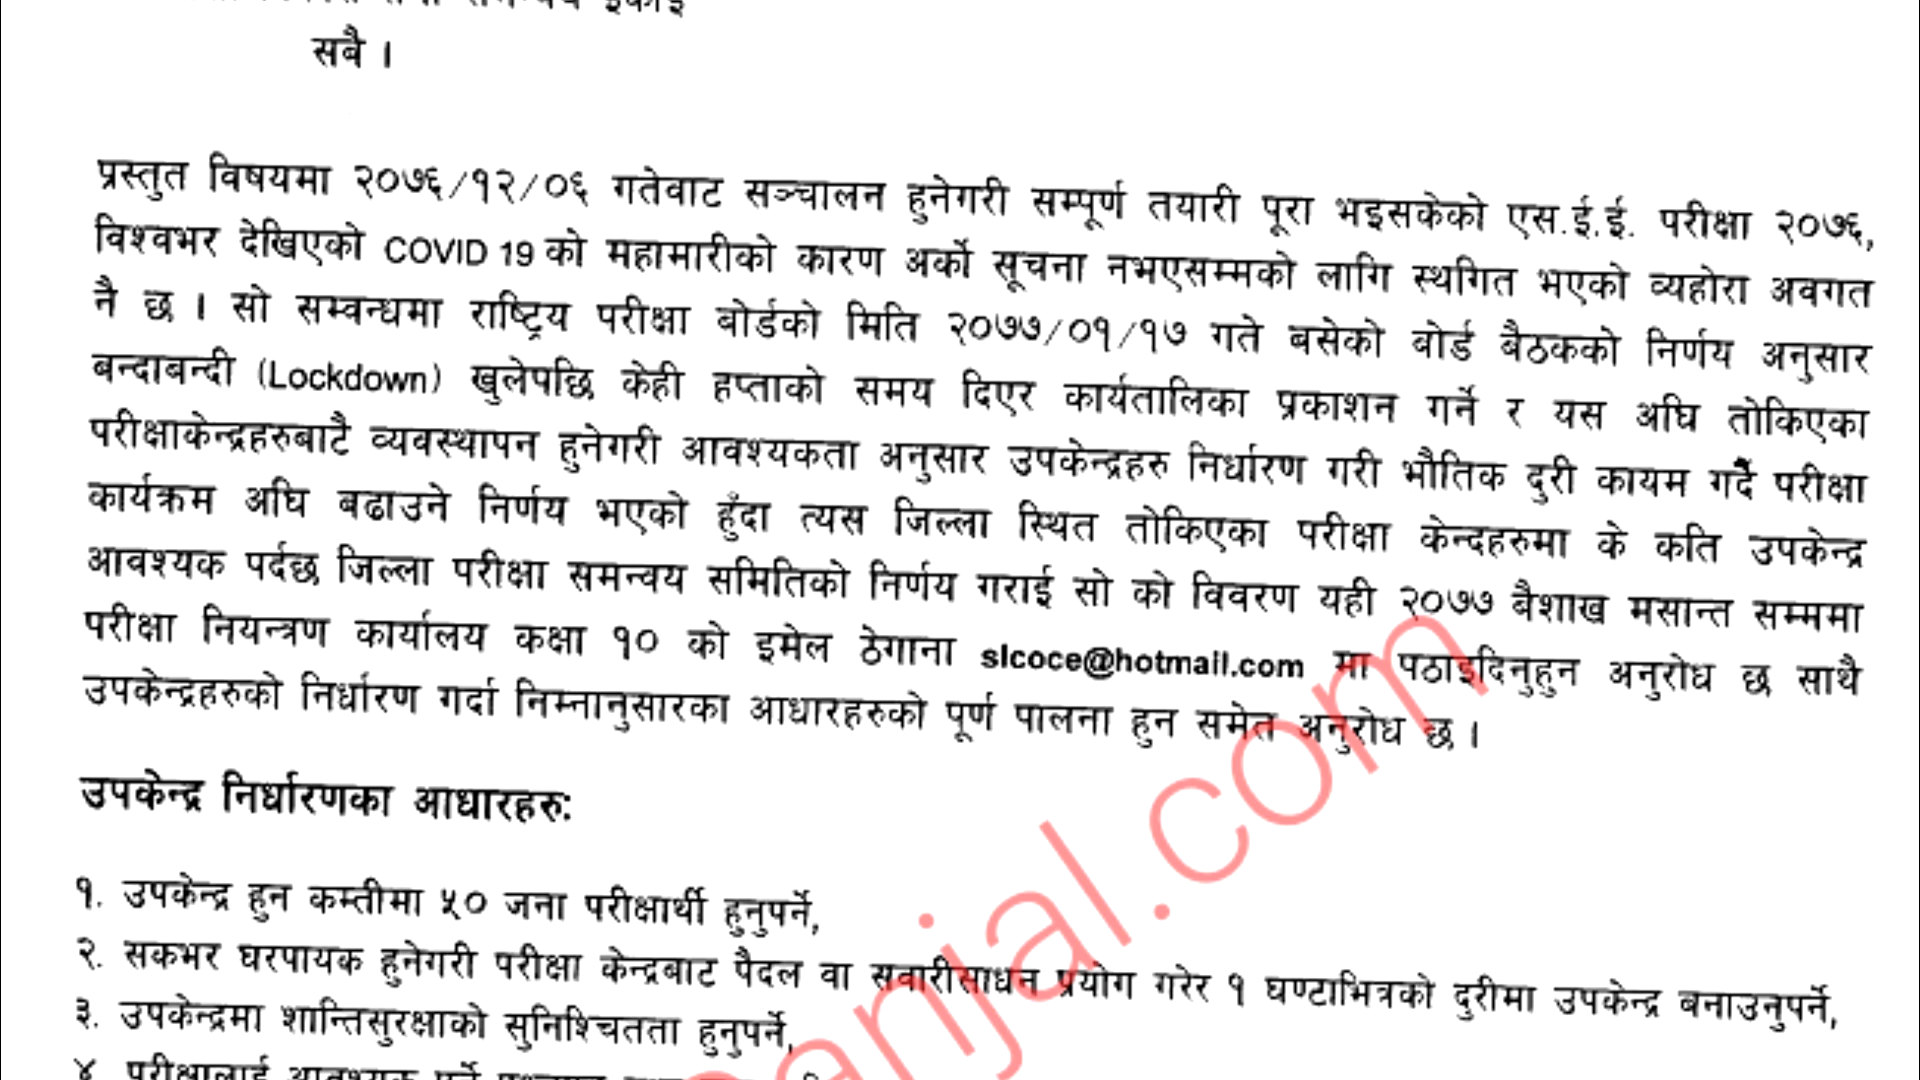 सबै ।
प्रस्तुत विषयमा २०७६/१२/०६ गतेवाट सञ्चालन हुनेगरी सम्पूर्ण तयारी पूरा भइसकेको एस.ई.ई. परीक्षा २०७६,
विश्वभर देखिएको COVID 19 को महामारीको कारण अर्को सूचना नभएसम्मको लागि स्थगित भएको व्यहोरा अवगत
नै छ । सो सम्वन्धमा राष्ट्रिय परीक्षा बोर्डको मिति २०७७/०१/१७ गते बसेको बोर्ड बैठकको निर्णय अनुसार
बन्दाबन्दी (Lockdown) खुलेपछि केही हप्ताको समय दिएर कार्यतालिका प्रकाशन गर्ने र यस अघि तोकिएका
परीक्षाकेन्द्रहरुबाटै व्यवस्थापन हुनेगरी आवश्यकता अनुसार उपकेन्द्रहरु निर्धारण गरी भौतिक दुरी कायम गर्दै परीक्षा
कार्यक्रम अघि बढाउने निर्णय भएको हुँदा त्यस जिल्ला स्थित तोकिएका परीक्षा केन्दहरुमा के कति उपकेन्द्र
आवश्यक पर्दछ जिल्ला परीक्षा समन्वय समितिको निर्णय गराई सो को विवरण यही २०७७ बैशाख मसान्त सम्ममा
परीक्षा नियन्त्रण कार्यालय कक्षा १० को इमेल ठेगाना slcoce@hotmail.com मा पठाइदिनुहुन अनुरोध छ साथै
उपकेन्द्रहरुको निर्धारण गर्दा निम्नानुसारका आधारहरुको पूर्ण पालना हुन समेत अनुरोध छ ।
उपकेन्द्र निर्धारणका आधारहरु:
१. उपकेन्द्र हुन कम्तीमा ५० जना परीक्षार्थी हुनुपर्ने,
२. सकभर घरपायक हुनेगरी परीक्षा केन्द्रबाट पैदल वा सवारीसाधन प्रयोग गरेर १ घण्टाभित्रको दुरीमा उपकेन्द्र बनाउनुपर्ने,
३. उपकेन्द्रमा शान्तिसुरक्षाको सुनिश्चितता हुनुपर्ने,
४ परीक्षालाई आवश्यक पर्ने
anjal.com